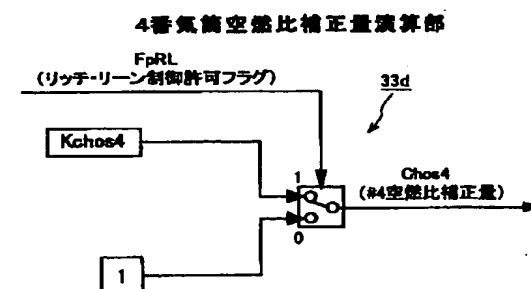 4番気筒空燃比補正量演算部
FpRL
(リッチ・リーン制御許可フラグ)
33d
Kchos4
1
Chos4
(#4空燃比補正量)
0
1